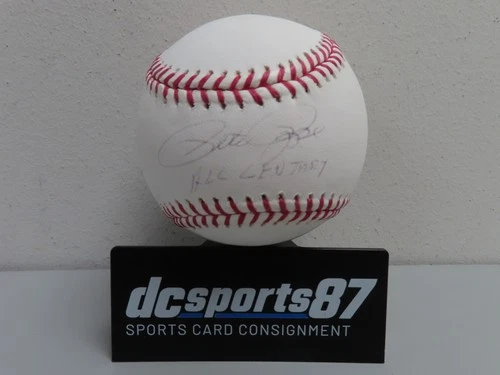 Pete Rose
ALL CENTURY
dcsports87
SPORTS CARD CONSIGNMENT